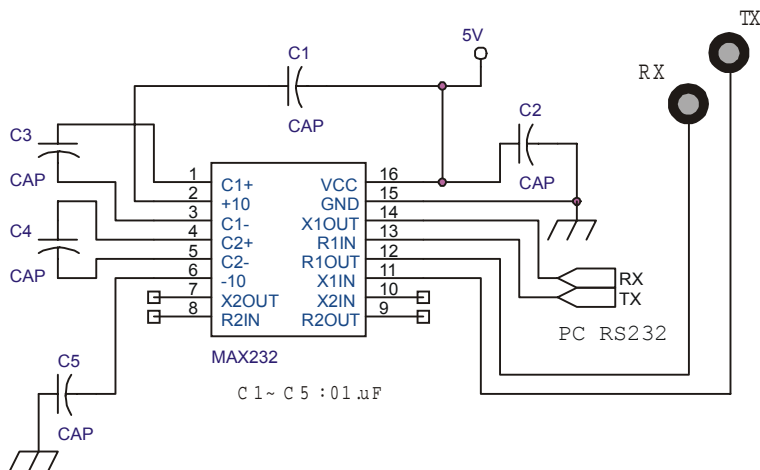 TX
5V
C1
RX
CAP
C2
CAP
C3
CAP
C4
CAP
1 C1+ VCC 16
2 +10 GND 15
3 C1- X1OUT 14
4 C2+ R1IN 13
5 C2- R1OUT 12
6 -10 X1IN 11
7 X2OUT X2IN 10
8 R2IN R2OUT 9
RX
TX
PC RS232
MAX232
C5
CAP
C1~C5:01.uF